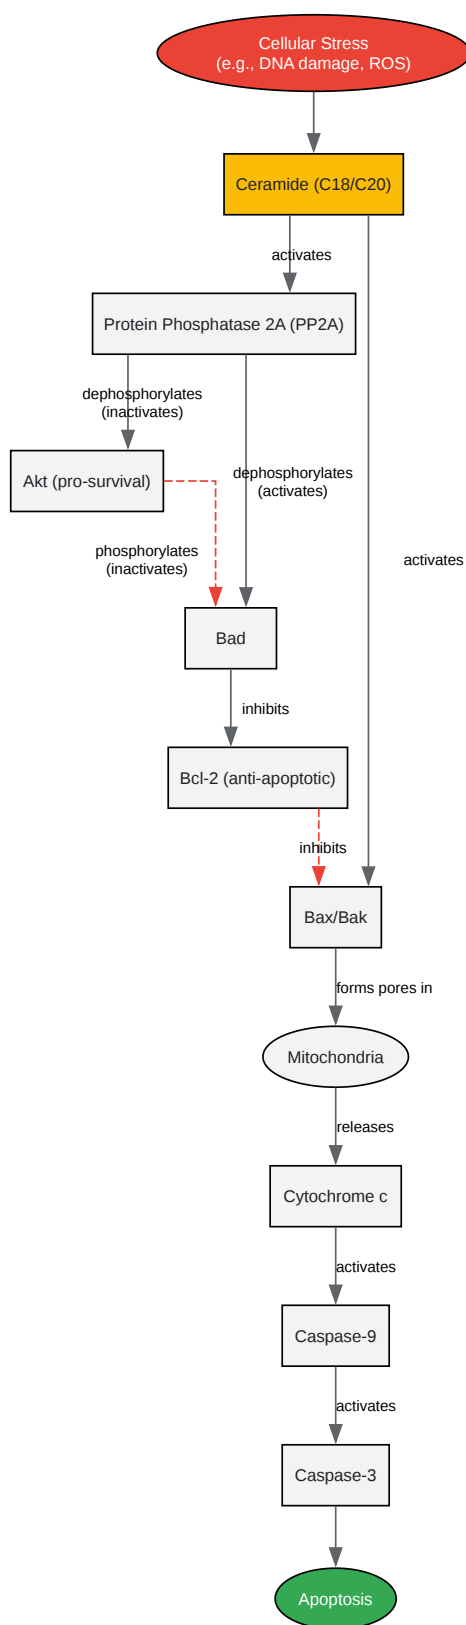 Cellular Stress
(e.g., DNA damage, ROS)
Ceramide (C18/C20)
activates
Protein Phosphatase 2A (PP2A)
dephosphorylates
(inactivates)
Akt (pro-survival)
dephosphorylates
(activates)
phosphorylates
(inactivates)
activates
Bad
inhibits
Bcl-2 (anti-apoptotic)
inhibits
Bax/Bak
forms pores in
Mitochondria
releases
Cytochrome c
activates
Caspase-9
activates
Caspase-3
Apoptosis